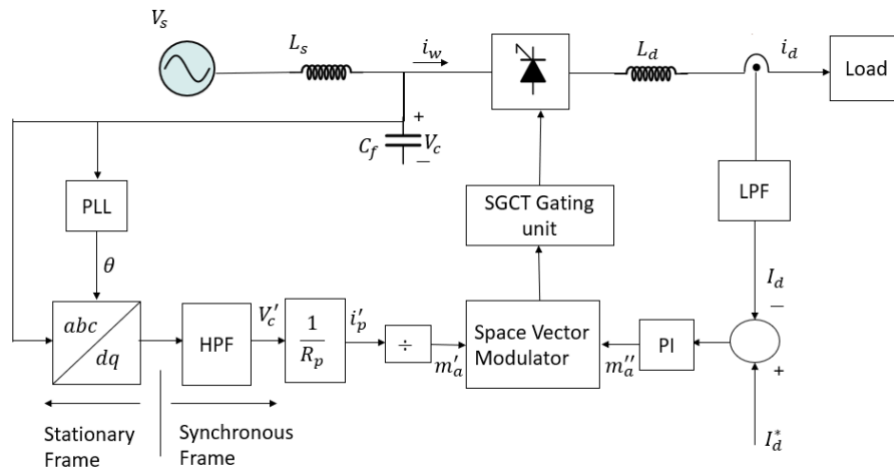 V_s
L_s
i_w
L_d
i_d
Load
+
C_f
V_c
−
PLL
SGCT Gating
unit
LPF
θ
I_d
−
abc
dq
HPF
V_c'
1
R_p
i_p'
÷
m_a'
Space Vector
Modulator
m_a''
PI
+
Stationary
Frame
Synchronous
Frame
I_d^*